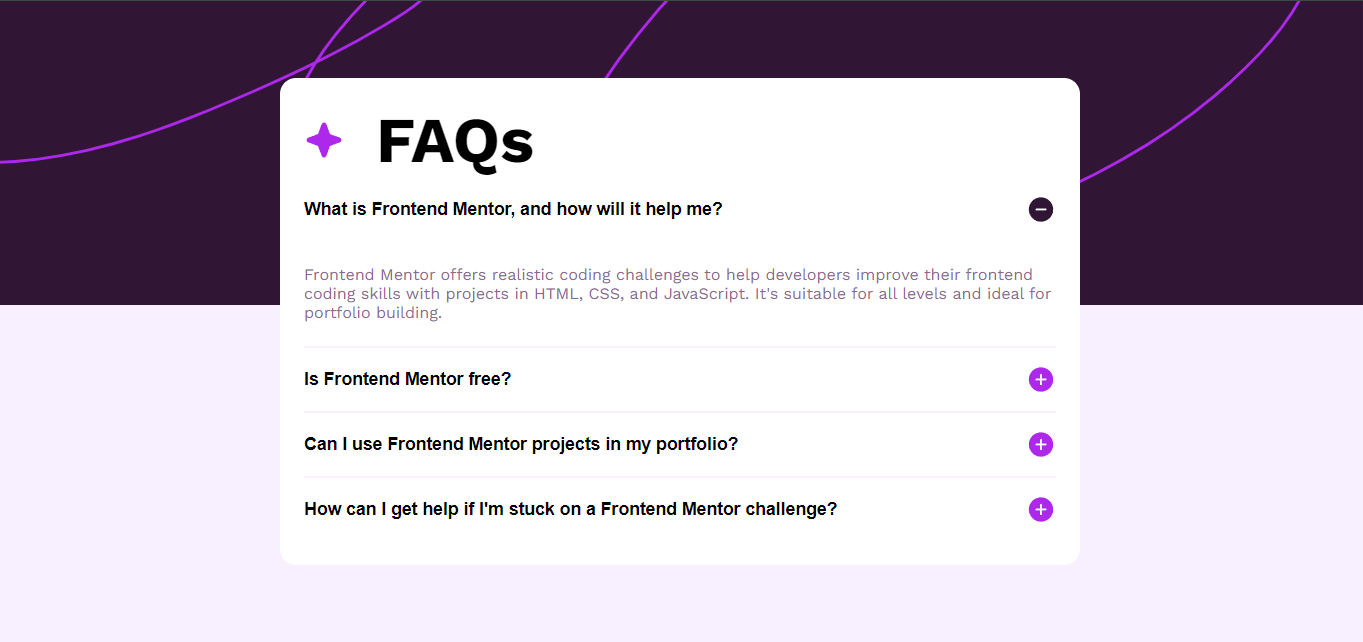 FAQs
What is Frontend Mentor, and how will it help me?
Frontend Mentor offers realistic coding challenges to help developers improve their frontend
coding skills with projects in HTML, CSS, and JavaScript. It's suitable for all levels and ideal for
portfolio building.
Is Frontend Mentor free?
Can I use Frontend Mentor projects in my portfolio?
How can I get help if I'm stuck on a Frontend Mentor challenge?